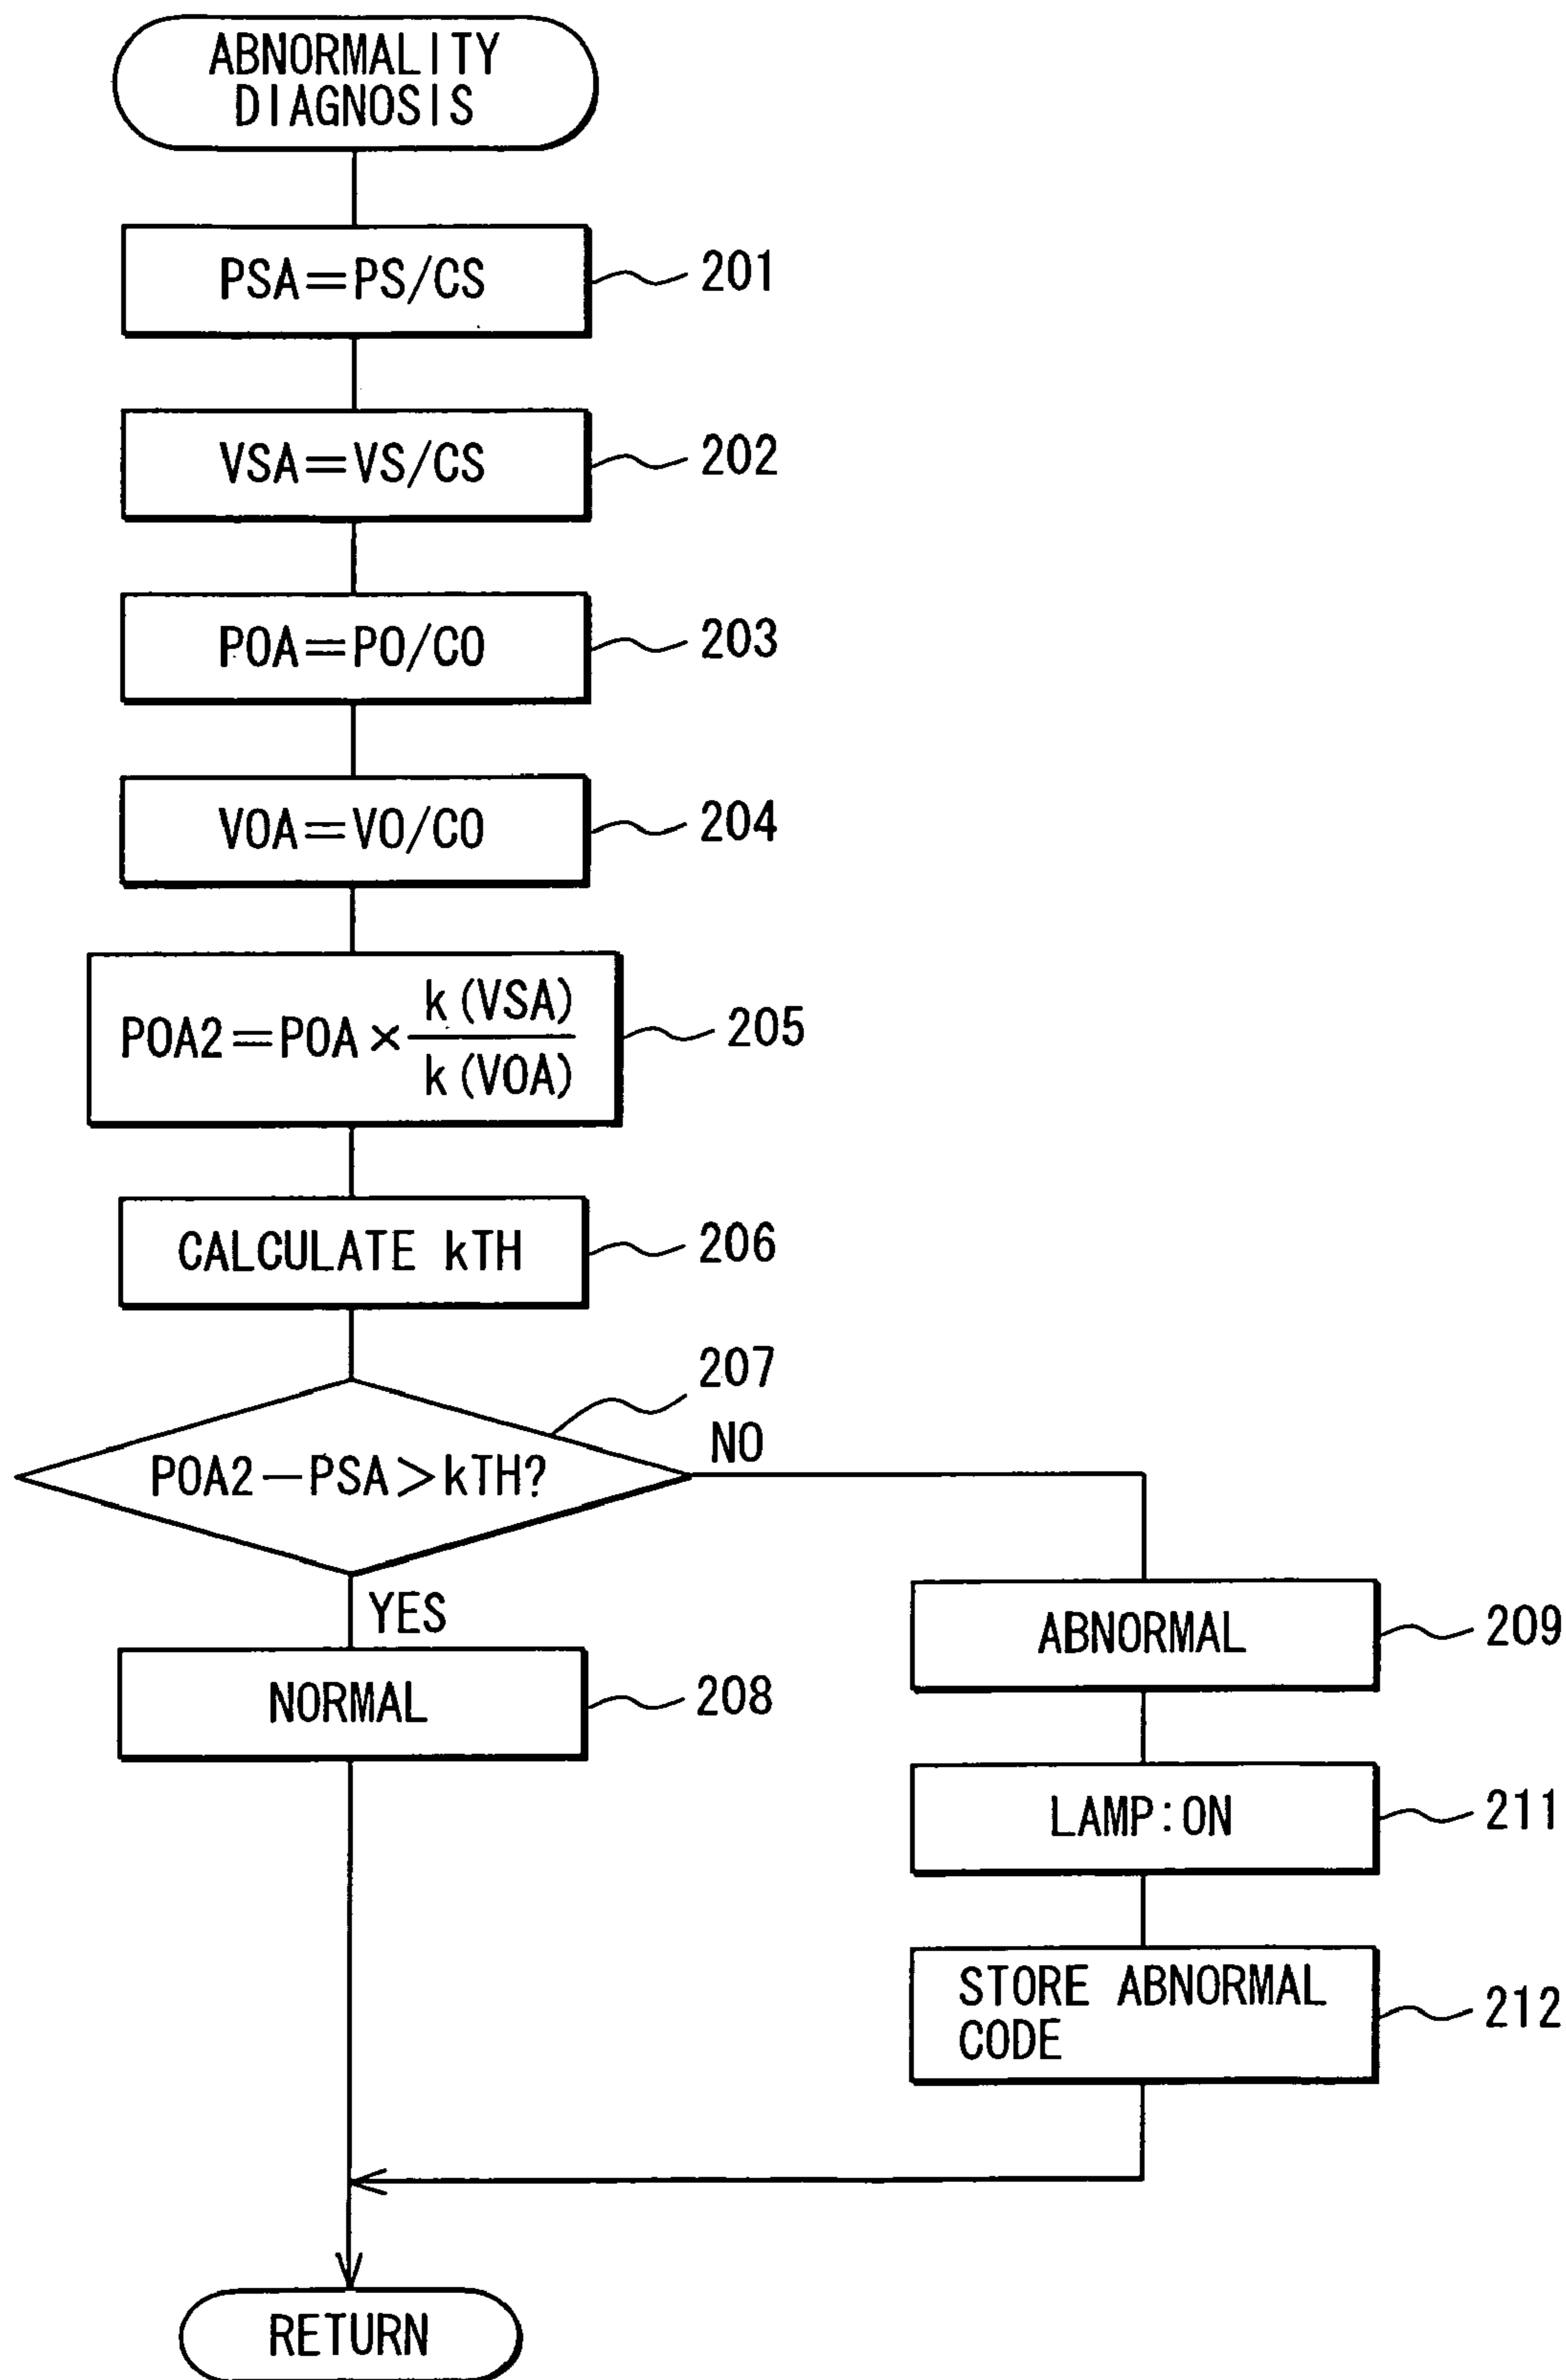 ABNORMALITY
DIAGNOSIS
PSA=PS/CS
201
VSA=VS/CS
202
POA=PO/CO
203
VOA=VO/CO
204
POA2=POA×k(VSA)/k(VOA)
205
CALCULATE kTH
206
207
POA2-PSA>kTH?
NO
YES
NORMAL
208
ABNORMAL
209
LAMP:ON
211
STORE ABNORMAL
CODE
212
RETURN